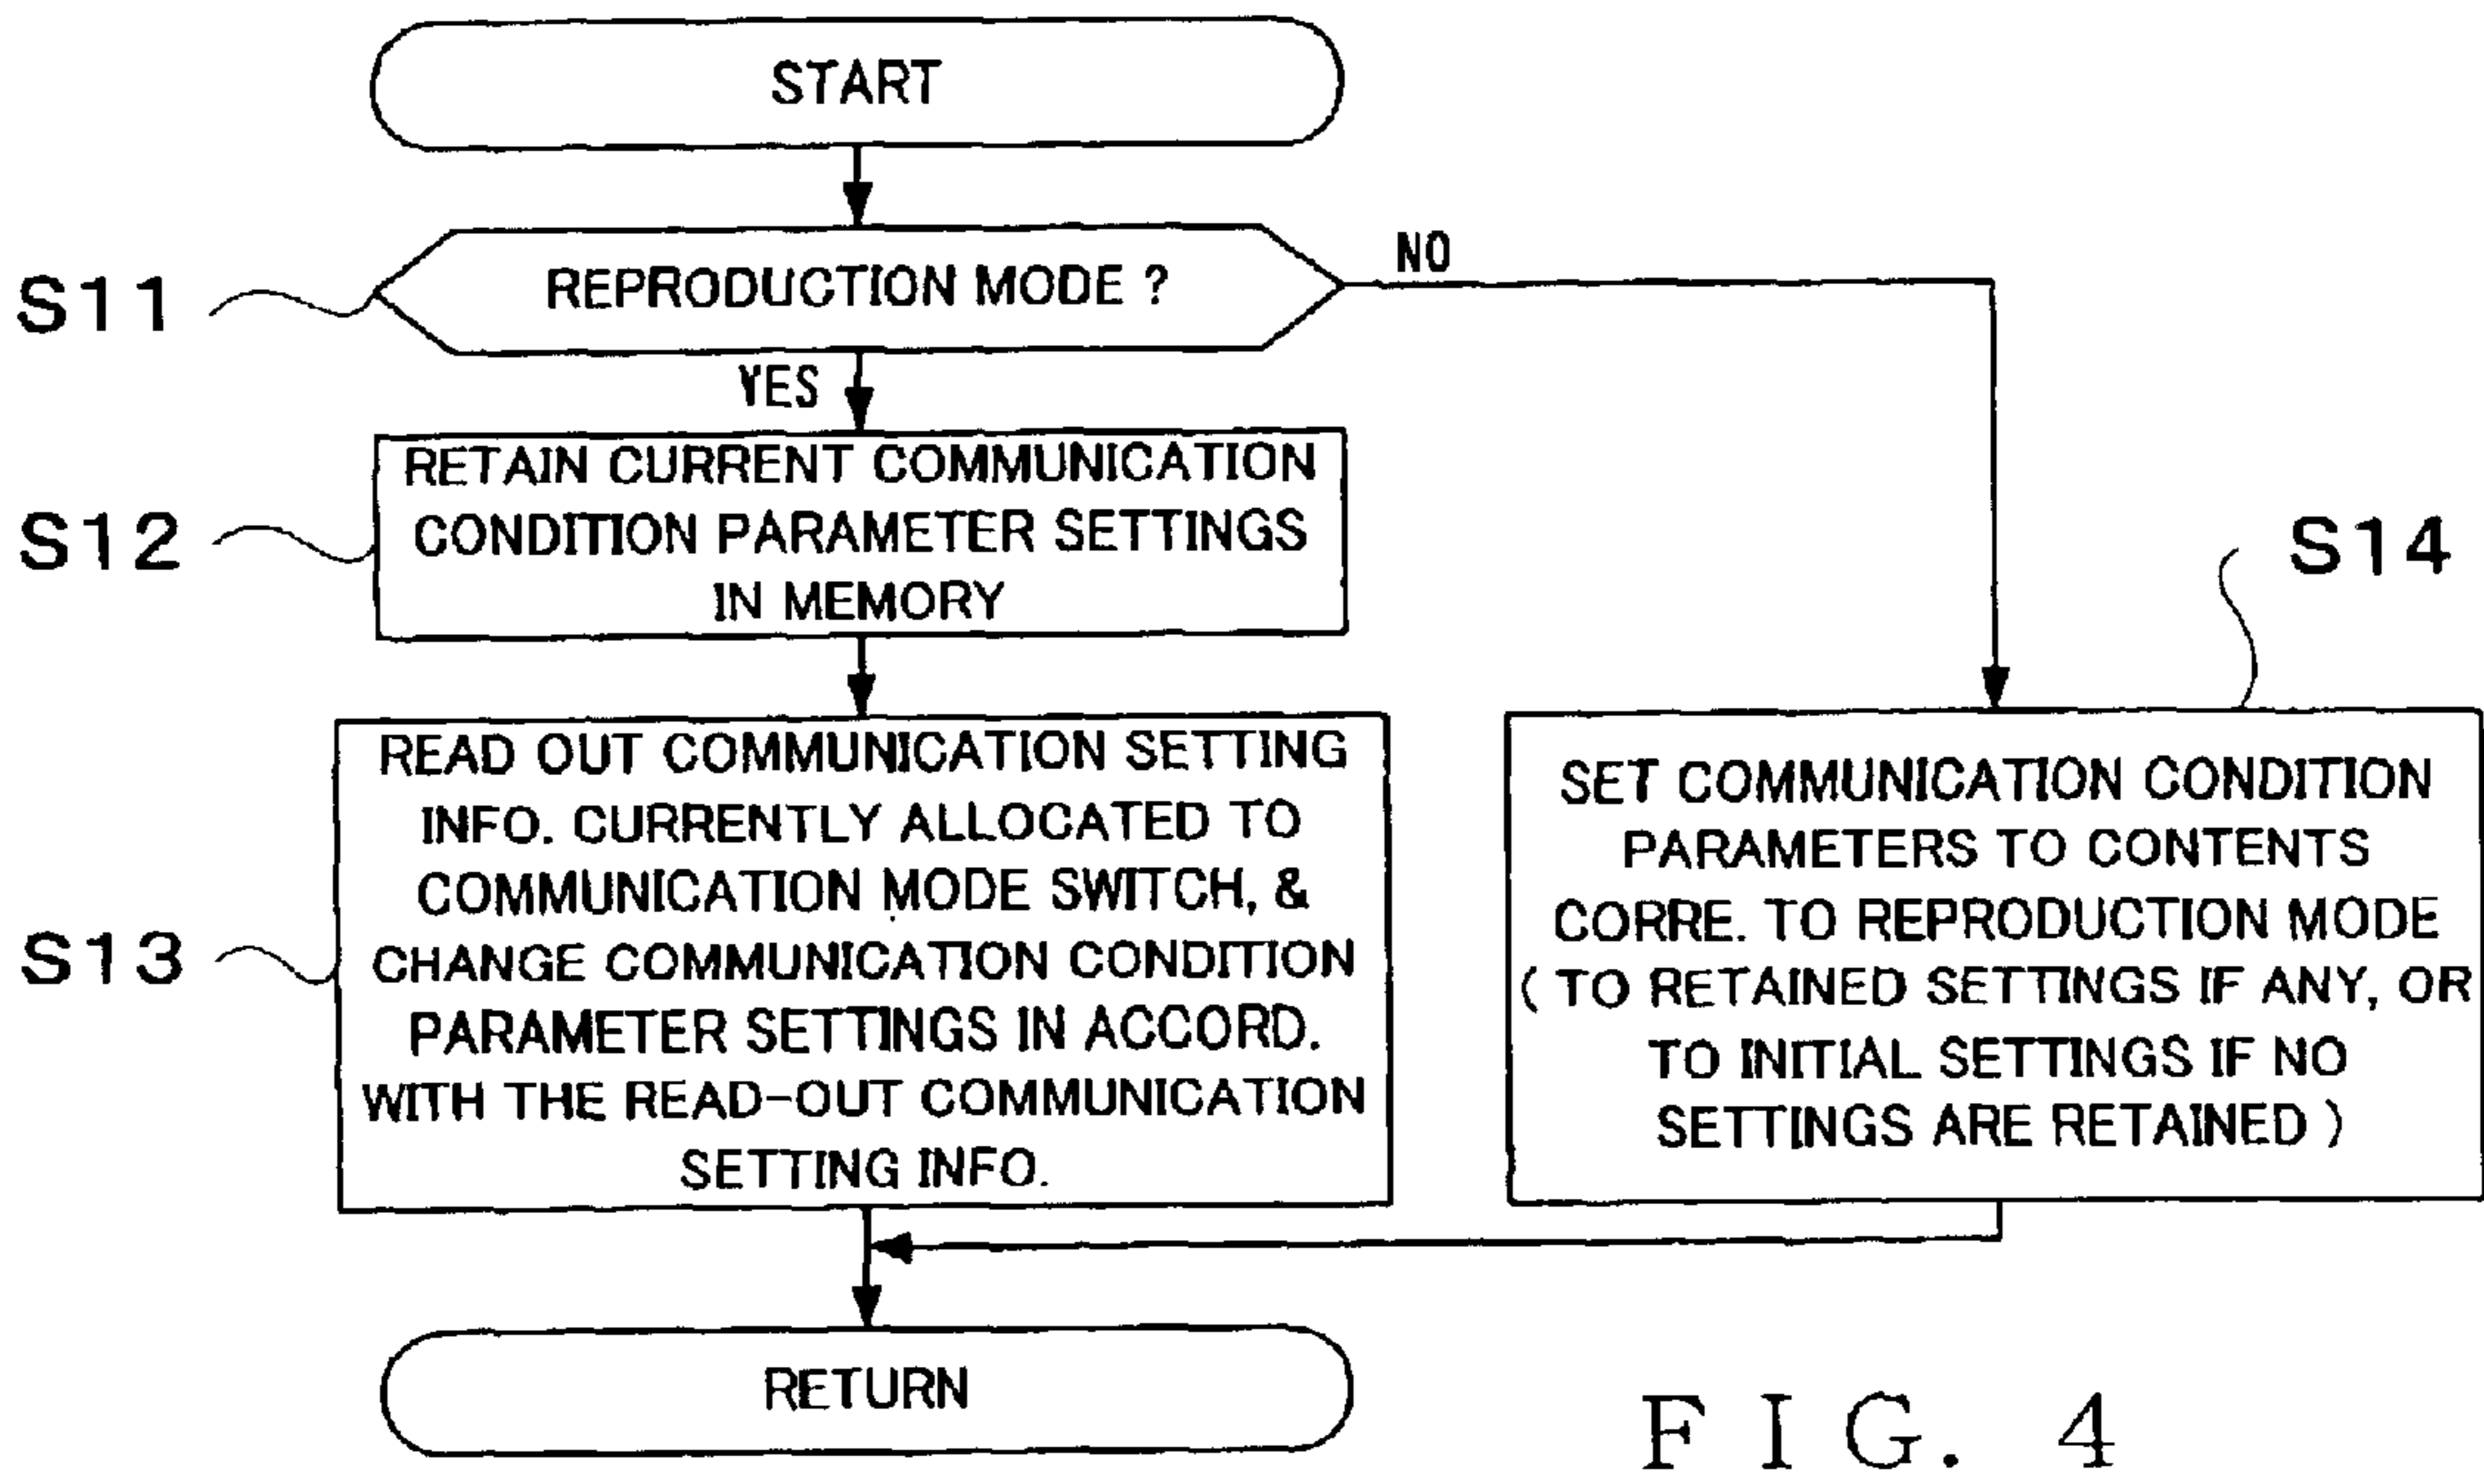 START
S11
REPRODUCTION MODE ?
NO
YES
S12
RETAIN CURRENT COMMUNICATION
CONDITION PARAMETER SETTINGS
IN MEMORY
S13
READ OUT COMMUNICATION SETTING
INFO. CURRENTLY ALLOCATED TO
COMMUNICATION MODE SWITCH, &
CHANGE COMMUNICATION CONDITION
PARAMETER SETTINGS IN ACCORD.
WITH THE READ-OUT COMMUNICATION
SETTING INFO.
S14
SET COMMUNICATION CONDITION
PARAMETERS TO CONTENTS
CORRE. TO REPRODUCTION MODE
( TO RETAINED SETTINGS IF ANY, OR
TO INITIAL SETTINGS IF NO
SETTINGS ARE RETAINED )
RETURN
FIG. 4